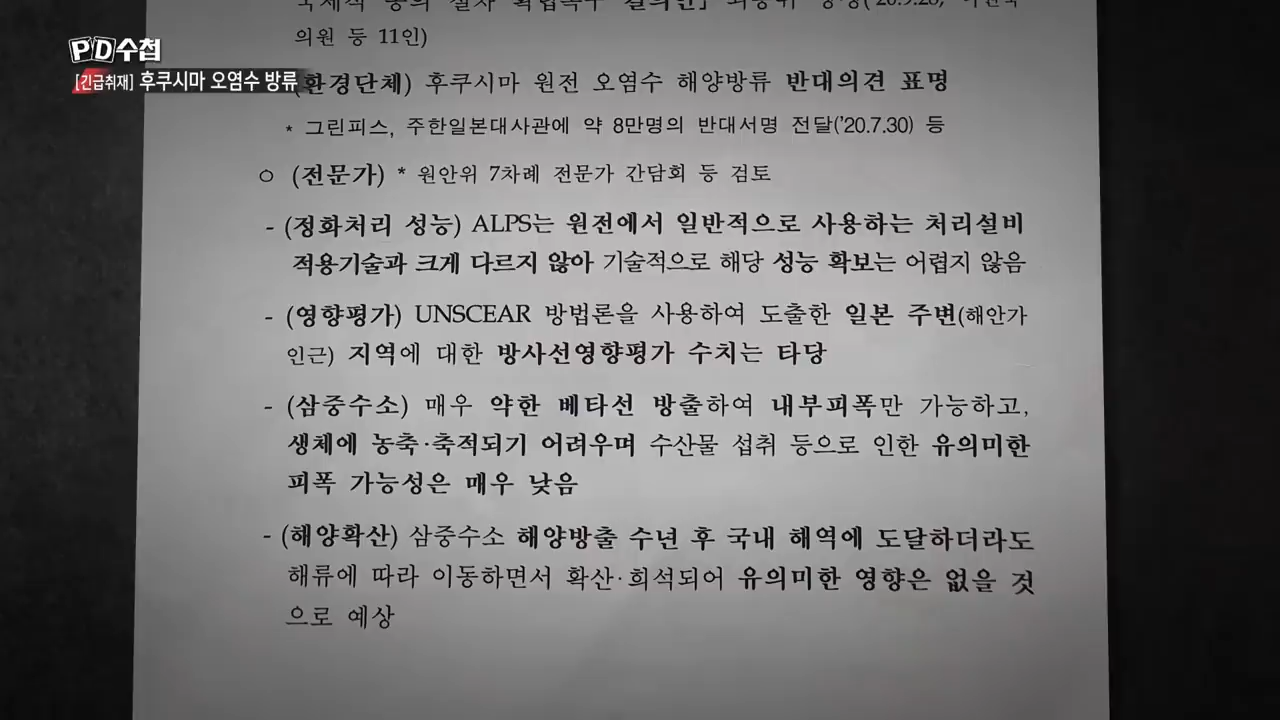 PD수첩
[긴급취재] 후쿠시마 오염수 방류
의원 등 11인)
(환경단체) 후쿠시마 원전 오염수 해양방류 반대의견 표명
* 그린피스, 주한일본대사관에 약 8만명의 반대서명 전달('20.7.30) 등
○ (전문가) * 원안위 7차례 전문가 간담회 등 검토
- (정화처리 성능) ALPS는 원전에서 일반적으로 사용하는 처리설비
적용기술과 크게 다르지 않아 기술적으로 해당 성능 확보는 어렵지 않음
- (영향평가) UNSCEAR 방법론을 사용하여 도출한 일본 주변(해안가
인근) 지역에 대한 방사선영향평가 수치는 타당
- (삼중수소) 매우 약한 베타선 방출하여 내부피폭만 가능하고,
생체에 농축·축적되기 어려우며 수산물 섭취 등으로 인한 유의미한
피폭 가능성은 매우 낮음
- (해양확산) 삼중수소 해양방출 수년 후 국내 해역에 도달하더라도
해류에 따라 이동하면서 확산·희석되어 유의미한 영향은 없을 것
으로 예상